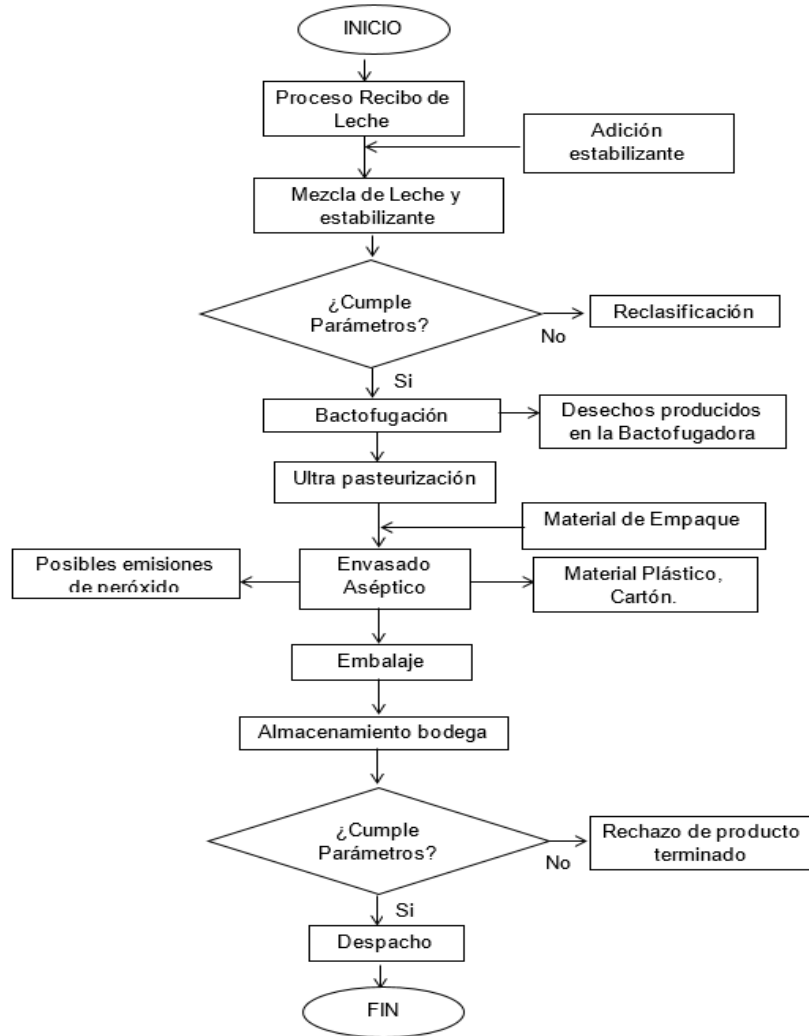 INICIO
Proceso Recibo de
Leche
Adición
estabilizante
Mezcla de Leche y
estabilizante
¿Cumple
Parámetros?
No
Reclasificación
Si
Bactofugación
Desechos producidos
en la Bactofugadora
Ultra pasteurización
Material de Empaque
Posibles emisiones
de peróxido
Envasado
Aséptico
Material Plástico,
Cartón.
Embalaje
Almacenamiento bodega
¿Cumple
Parámetros?
No
Rechazo de producto
terminado
Si
Despacho
FIN